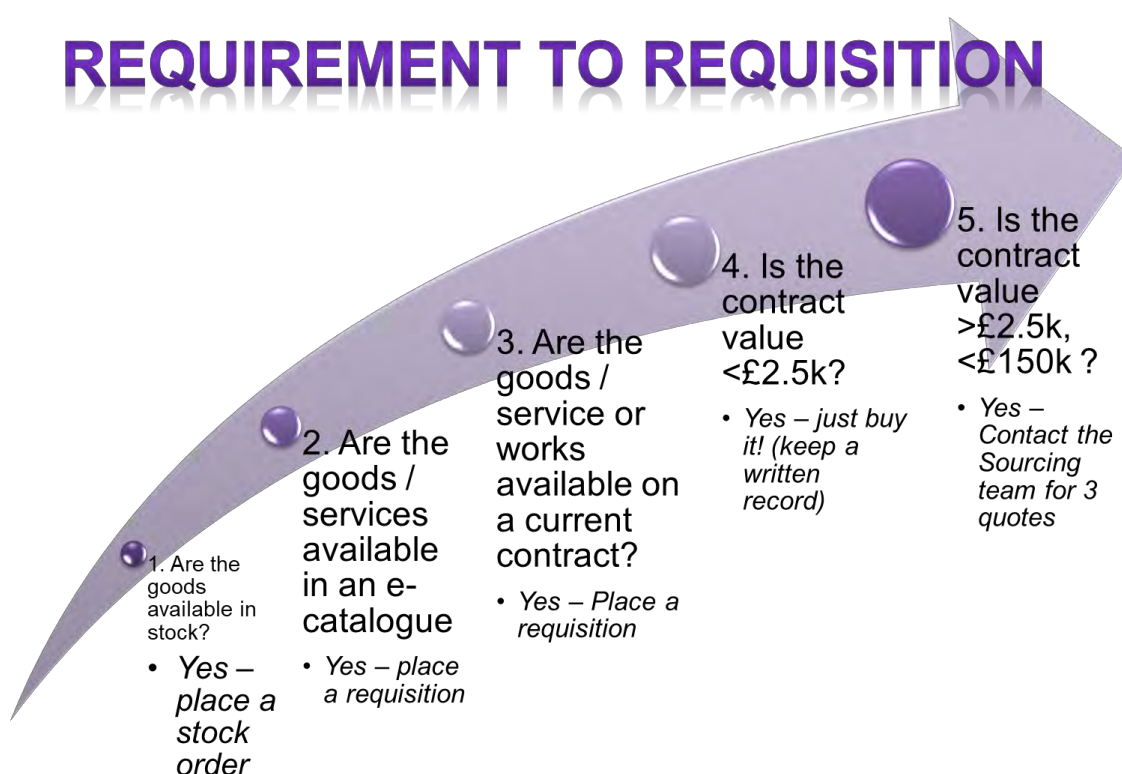 REQUIREMENT TO REQUISITION
1. Are the
goods
available in
stock?
• Yes –
place a
stock
order
2. Are the
goods /
services
available
in an e-
catalogue
• Yes – place
a requisition
3. Are the
goods /
service or
works
available on
a current
contract?
• Yes – Place a
requisition
4. Is the
contract
value
<£2.5k?
• Yes – just buy
it! (keep a
written
record)
5. Is the
contract
value
>£2.5k,
<£150k ?
• Yes –
Contact the
Sourcing
team for 3
quotes